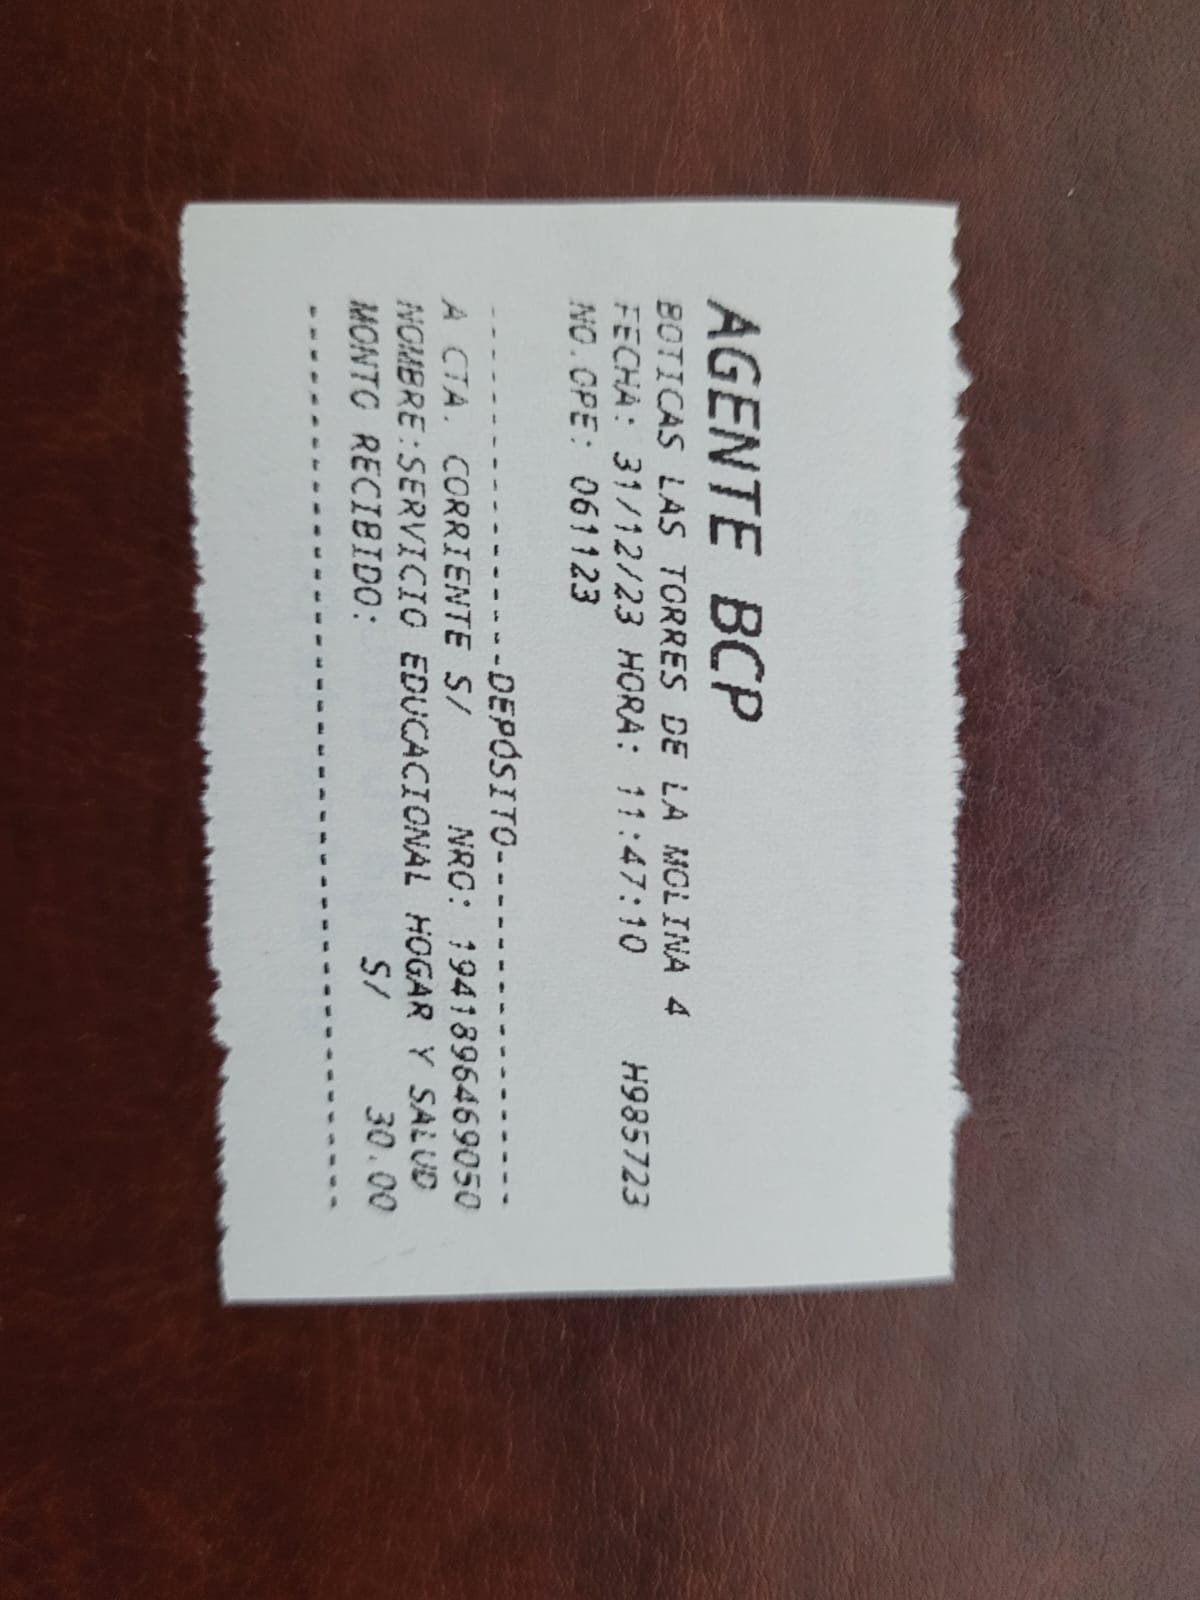 AGENTE BCP
BOTICAS LAS TORRES DE LA MOLINA 4
FECHA: 31/12/23 HORA: 11:47:10 H985723
NO.OPE: 061123
---------------DEPÓSITO---------------
A CTA. CORRIENTE S/ NRO: 1941896469050
NOMBRE:SERVICIO EDUCACIONAL HOGAR Y SALUD
MONTO RECIBIDO: S/ 30.00
----------------------------------------